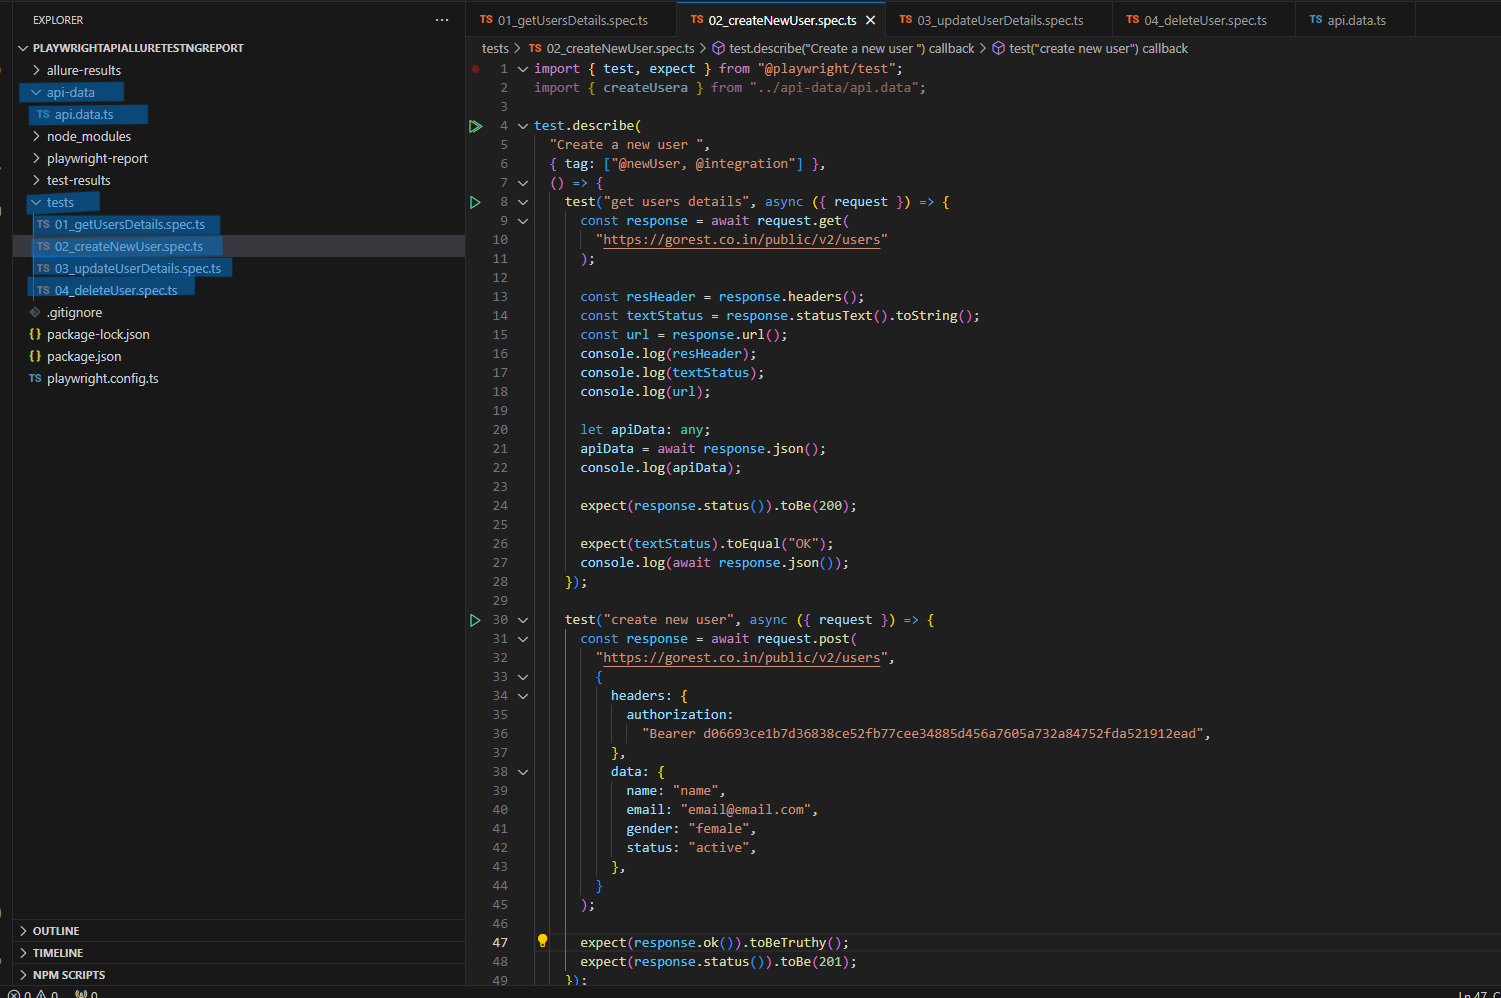 EXPLORER
PLAYWRIGHTAPIALLURETESTNGREPORT
allure-results
api-data
TS api.data.ts
node_modules
playwright-report
test-results
tests
TS 01_getUsersDetails.spec.ts
TS 02_createNewUser.spec.ts
TS 03_updateUserDetails.spec.ts
TS 04_deleteUser.spec.ts
.gitignore
{} package-lock.json
{} package.json
TS playwright.config.ts
OUTLINE
TIMELINE
NPM SCRIPTS
0 0 0
TS 01_getUsersDetails.spec.ts TS 02_createNewUser.spec.ts TS 03_updateUserDetails.spec.ts TS 04_deleteUser.spec.ts TS api.data.ts
tests > TS 02_createNewUser.spec.ts > test.describe("Create a new user ") callback > test("create new user") callback
1 import { test, expect } from "@playwright/test";
2 import { createUsera } from "../api-data/api.data";
3
4 test.describe(
5 "Create a new user ",
6 { tag: ["@newUser, @integration"] },
7 () => {
8 test("get users details", async ({ request }) => {
9 const response = await request.get(
10 "https://gorest.co.in/public/v2/users"
11 );
12
13 const resHeader = response.headers();
14 const textStatus = response.statusText().toString();
15 const url = response.url();
16 console.log(resHeader);
17 console.log(textStatus);
18 console.log(url);
19
20 let apiData: any;
21 apiData = await response.json();
22 console.log(apiData);
23
24 expect(response.status()).toBe(200);
25
26 expect(textStatus).toEqual("OK");
27 console.log(await response.json());
28 });
29
30 test("create new user", async ({ request }) => {
31 const response = await request.post(
32 "https://gorest.co.in/public/v2/users",
33 {
34 headers: {
35 authorization:
36 "Bearer d06693ce1b7d36838ce52fb77cee34885d456a7605a732a84752fda521912ead",
37 },
38 data: {
39 name: "name",
40 email: "email@email.com",
41 gender: "female",
42 status: "active",
43 },
44 }
45 );
46
47 expect(response.ok()).toBeTruthy();
48 expect(response.status()).toBe(201);
49 });